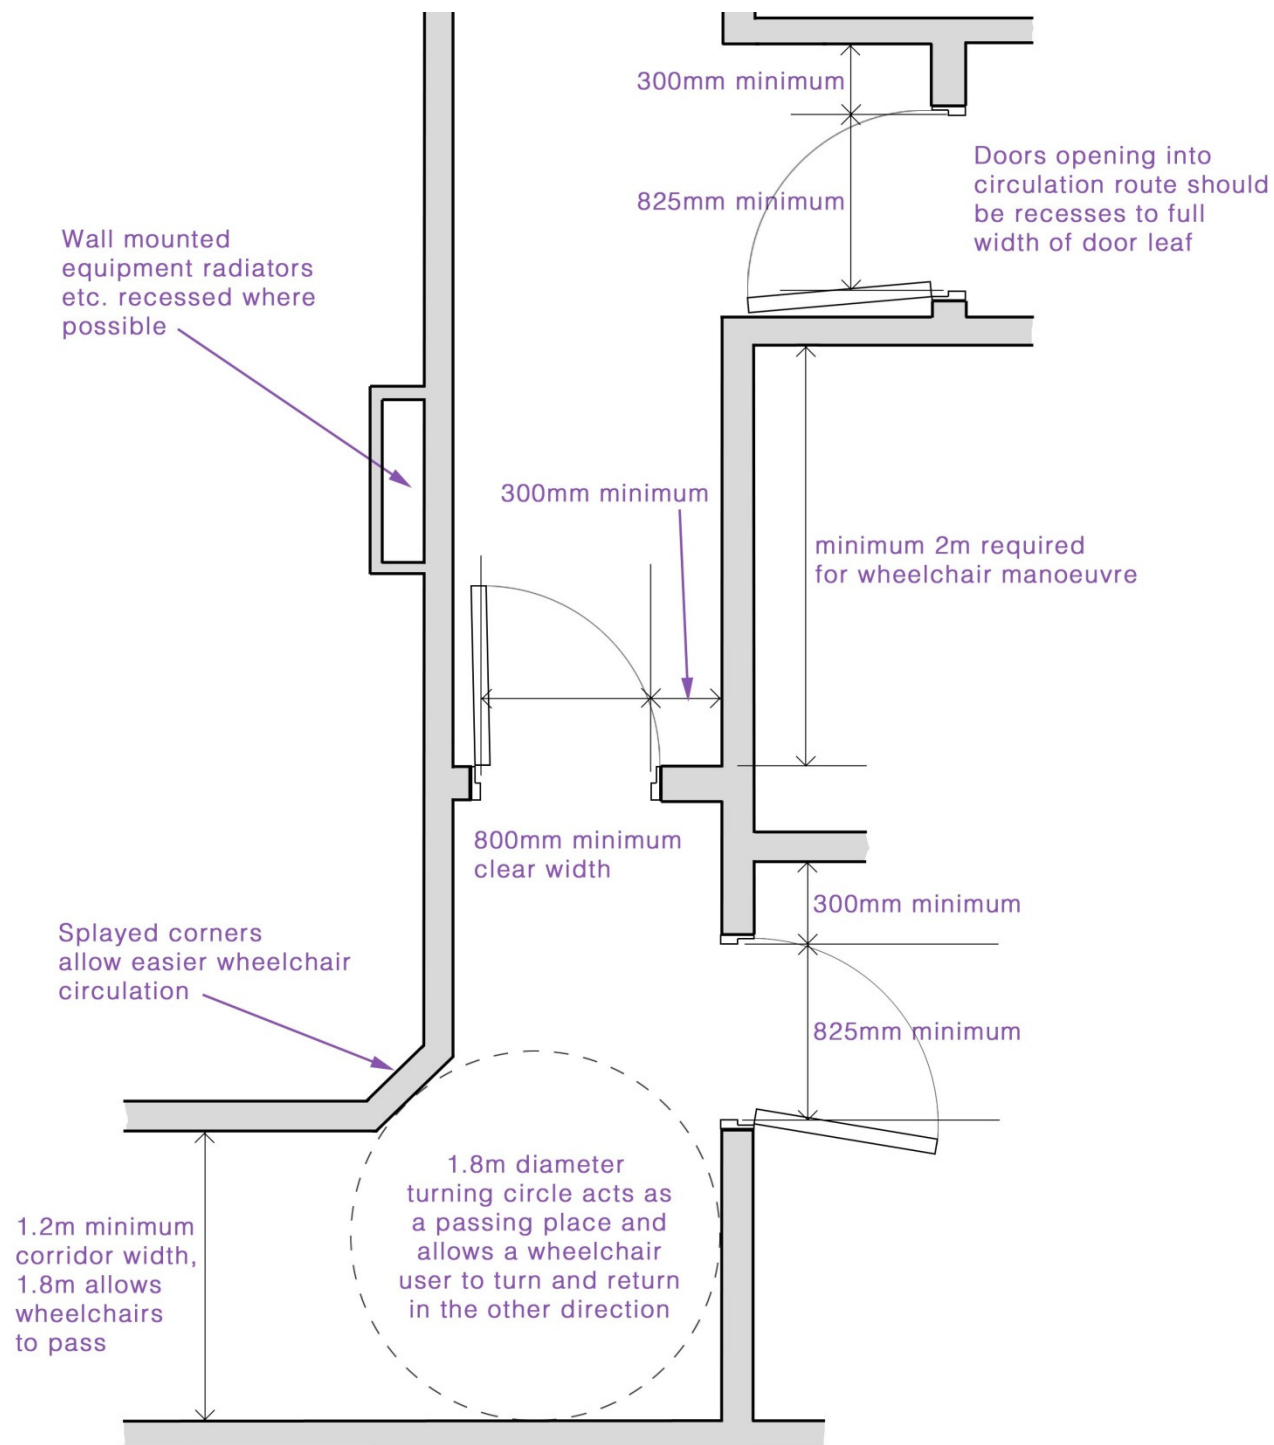 300mm minimum
825mm minimum
Doors opening into
circulation route should
be recesses to full
width of door leaf
Wall mounted
equipment radiators
etc. recessed where
possible
300mm minimum
minimum 2m required
for wheelchair manoeuvre
800mm minimum
clear width
300mm minimum
825mm minimum
Splayed corners
allow easier wheelchair
circulation
1.8m diameter
turning circle acts as
a passing place and
allows a wheelchair
user to turn and return
in the other direction
1.2m minimum
corridor width,
1.8m allows
wheelchairs
to pass